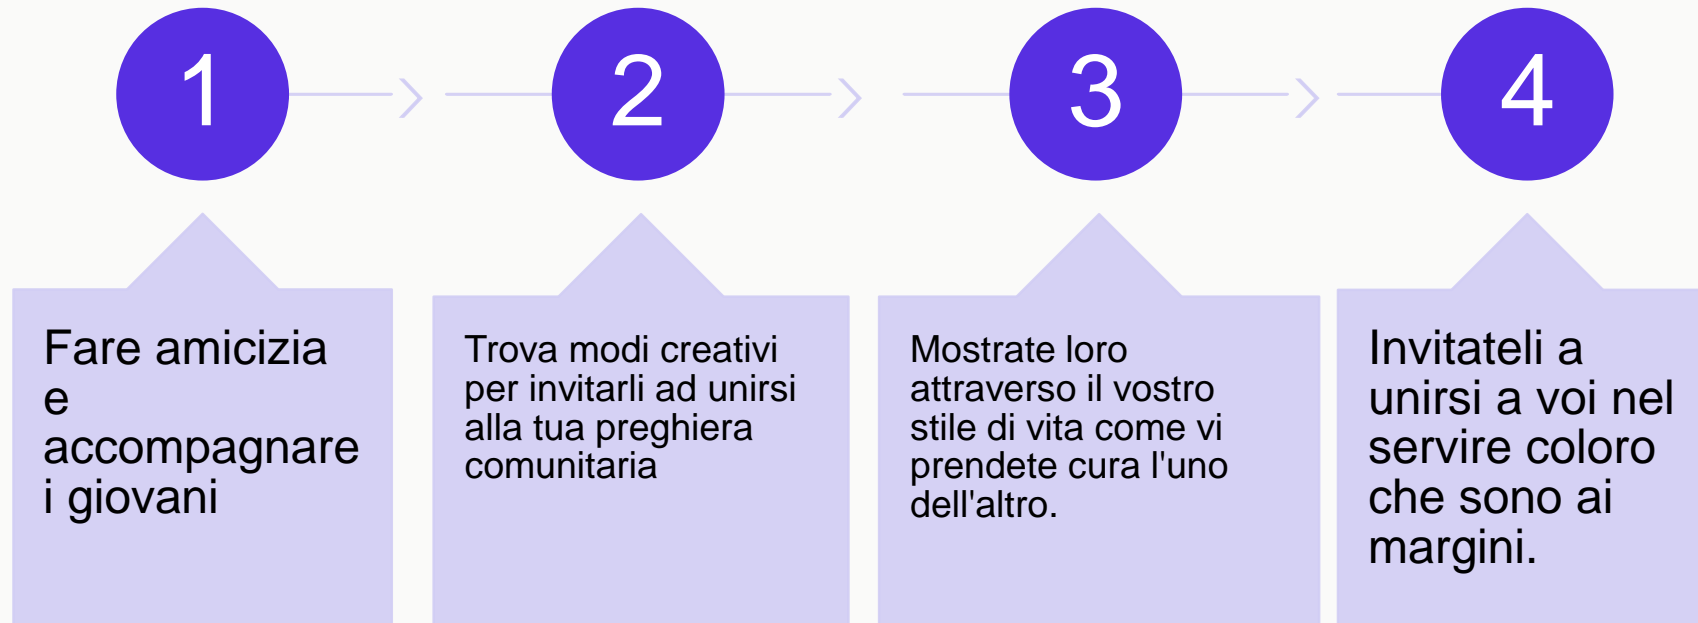 1
2
3
4
Fare amicizia
e
accompagnare
i giovani
Trova modi creativi
per invitarli ad unirsi
alla tua preghiera
comunitaria
Mostrate loro
attraverso il vostro
stile di vita come vi
prendete cura l'uno
dell'altro.
Invitateli a
unirsi a voi nel
servire coloro
che sono ai
margini.